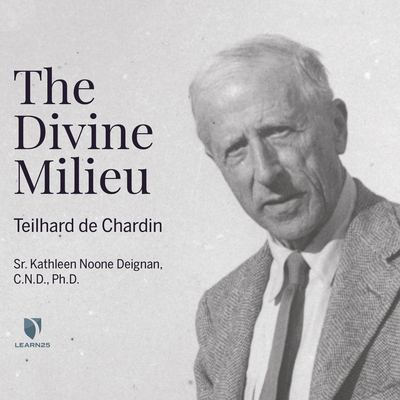 The
Divine
Milieu
Teilhard de Chardin
Sr. Kathleen Noone Deignan,
C.N.D., Ph.D.
LEARN25